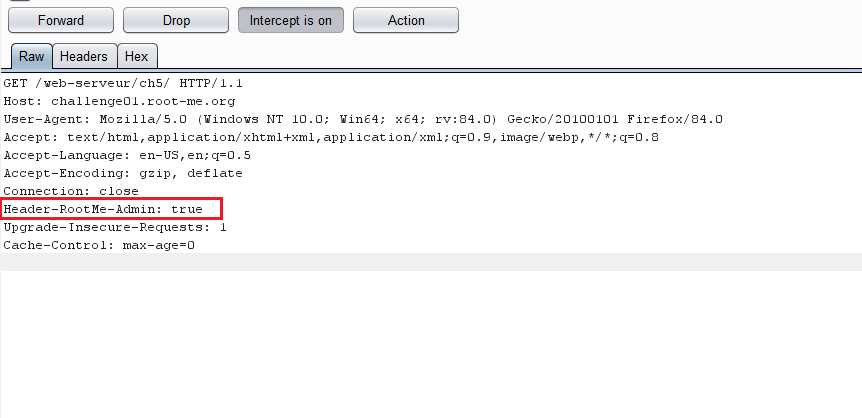 Forward Drop Intercept is on Action
Raw Headers Hex
GET /web-serveur/ch5/ HTTP/1.1
Host: challenge01.root-me.org
User-Agent: Mozilla/5.0 (Windows NT 10.0; Win64; x64; rv:84.0) Gecko/20100101 Firefox/84.0
Accept: text/html,application/xhtml+xml,application/xml;q=0.9,image/webp,*/*;q=0.8
Accept-Language: en-US,en;q=0.5
Accept-Encoding: gzip, deflate
Connection: close
Header-RootMe-Admin: true
Upgrade-Insecure-Requests: 1
Cache-Control: max-age=0